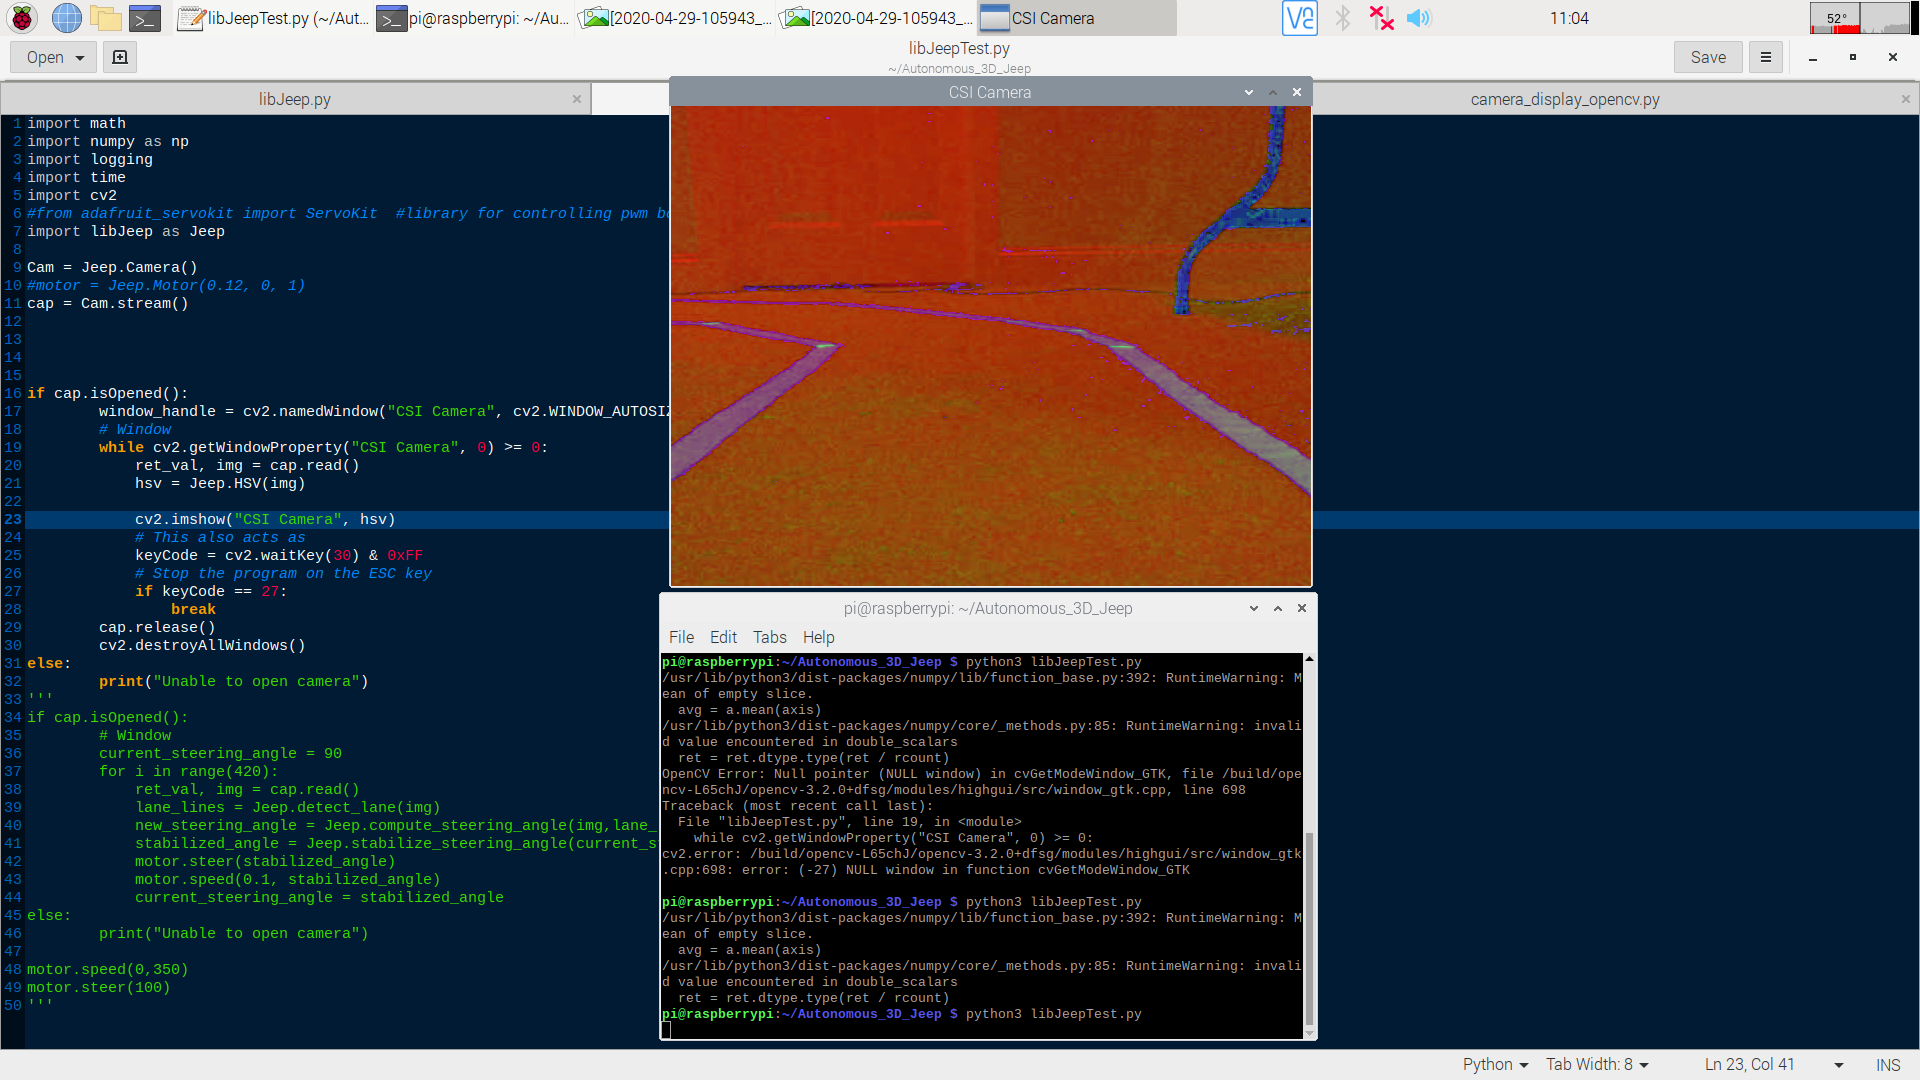 libJeepTest.py (~/Aut...
pi@raspberrypi: ~/Au...
[2020-04-29-105943_...
[2020-04-29-105943_...
CSI Camera
11:04
52°
Open
libJeepTest.py
~/Autonomous_3D_Jeep
Save
libJeep.py
camera_display_opencv.py
1 import math
2 import numpy as np
3 import logging
4 import time
5 import cv2
6 #from adafruit_servokit import ServoKit  #library for controlling pwm bo
7 import libJeep as Jeep
8
9 Cam = Jeep.Camera()
10 #motor = Jeep.Motor(0.12, 0, 1)
11 cap = Cam.stream()
12
13
14
15
16 if cap.isOpened():
17         window_handle = cv2.namedWindow("CSI Camera", cv2.WINDOW_AUTOSIZ
18         # Window
19         while cv2.getWindowProperty("CSI Camera", 0) >= 0:
20             ret_val, img = cap.read()
21             hsv = Jeep.HSV(img)
22
23             cv2.imshow("CSI Camera", hsv)
24             # This also acts as
25             keyCode = cv2.waitKey(30) & 0xFF
26             # Stop the program on the ESC key
27             if keyCode == 27:
28                 break
29         cap.release()
30         cv2.destroyAllWindows()
31 else:
32         print("Unable to open camera")
33 '''
34 if cap.isOpened():
35         # Window
36         current_steering_angle = 90
37         for i in range(420):
38             ret_val, img = cap.read()
39             lane_lines = Jeep.detect_lane(img)
40             new_steering_angle = Jeep.compute_steering_angle(img,lane_
41             stabilized_angle = Jeep.stabilize_steering_angle(current_s
42             motor.steer(stabilized_angle)
43             motor.speed(0.1, stabilized_angle)
44             current_steering_angle = stabilized_angle
45 else:
46         print("Unable to open camera")
47
48 motor.speed(0,350)
49 motor.steer(100)
50 '''
CSI Camera
pi@raspberrypi: ~/Autonomous_3D_Jeep
File Edit Tabs Help
pi@raspberrypi:~/Autonomous_3D_Jeep $ python3 libJeepTest.py
/usr/lib/python3/dist-packages/numpy/lib/function_base.py:392: RuntimeWarning: M
ean of empty slice.
  avg = a.mean(axis)
/usr/lib/python3/dist-packages/numpy/core/_methods.py:85: RuntimeWarning: invali
d value encountered in double_scalars
  ret = ret.dtype.type(ret / rcount)
OpenCV Error: Null pointer (NULL window) in cvGetModeWindow_GTK, file /build/ope
ncv-L65chJ/opencv-3.2.0+dfsg/modules/highgui/src/window_gtk.cpp, line 698
Traceback (most recent call last):
  File "libJeepTest.py", line 19, in <module>
    while cv2.getWindowProperty("CSI Camera", 0) >= 0:
cv2.error: /build/opencv-L65chJ/opencv-3.2.0+dfsg/modules/highgui/src/window_gtk
.cpp:698: error: (-27) NULL window in function cvGetModeWindow_GTK
pi@raspberrypi:~/Autonomous_3D_Jeep $ python3 libJeepTest.py
/usr/lib/python3/dist-packages/numpy/lib/function_base.py:392: RuntimeWarning: M
ean of empty slice.
  avg = a.mean(axis)
/usr/lib/python3/dist-packages/numpy/core/_methods.py:85: RuntimeWarning: invali
d value encountered in double_scalars
  ret = ret.dtype.type(ret / rcount)
pi@raspberrypi:~/Autonomous_3D_Jeep $ python3 libJeepTest.py
Python
Tab Width: 8
Ln 23, Col 41
INS